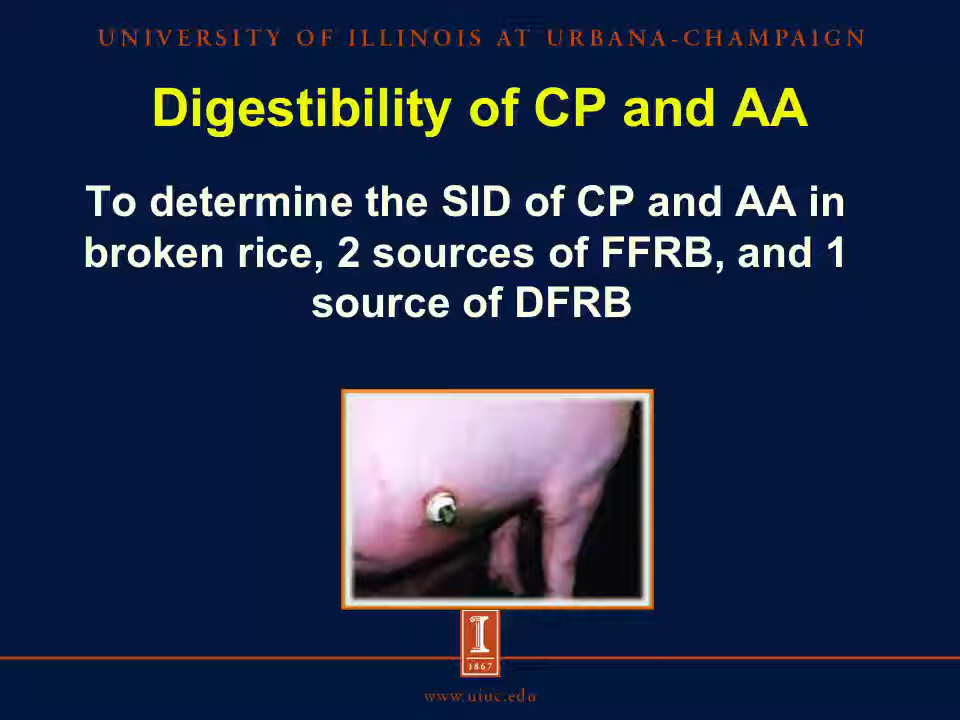 UNIVERSITY OF ILLINOIS AT URBANA-CHAMPAIGN
Digestibility of CP and AA
To determine the SID of CP and AA in
broken rice, 2 sources of FFRB, and 1
source of DFRB
I
1867
www.uiuc.edu